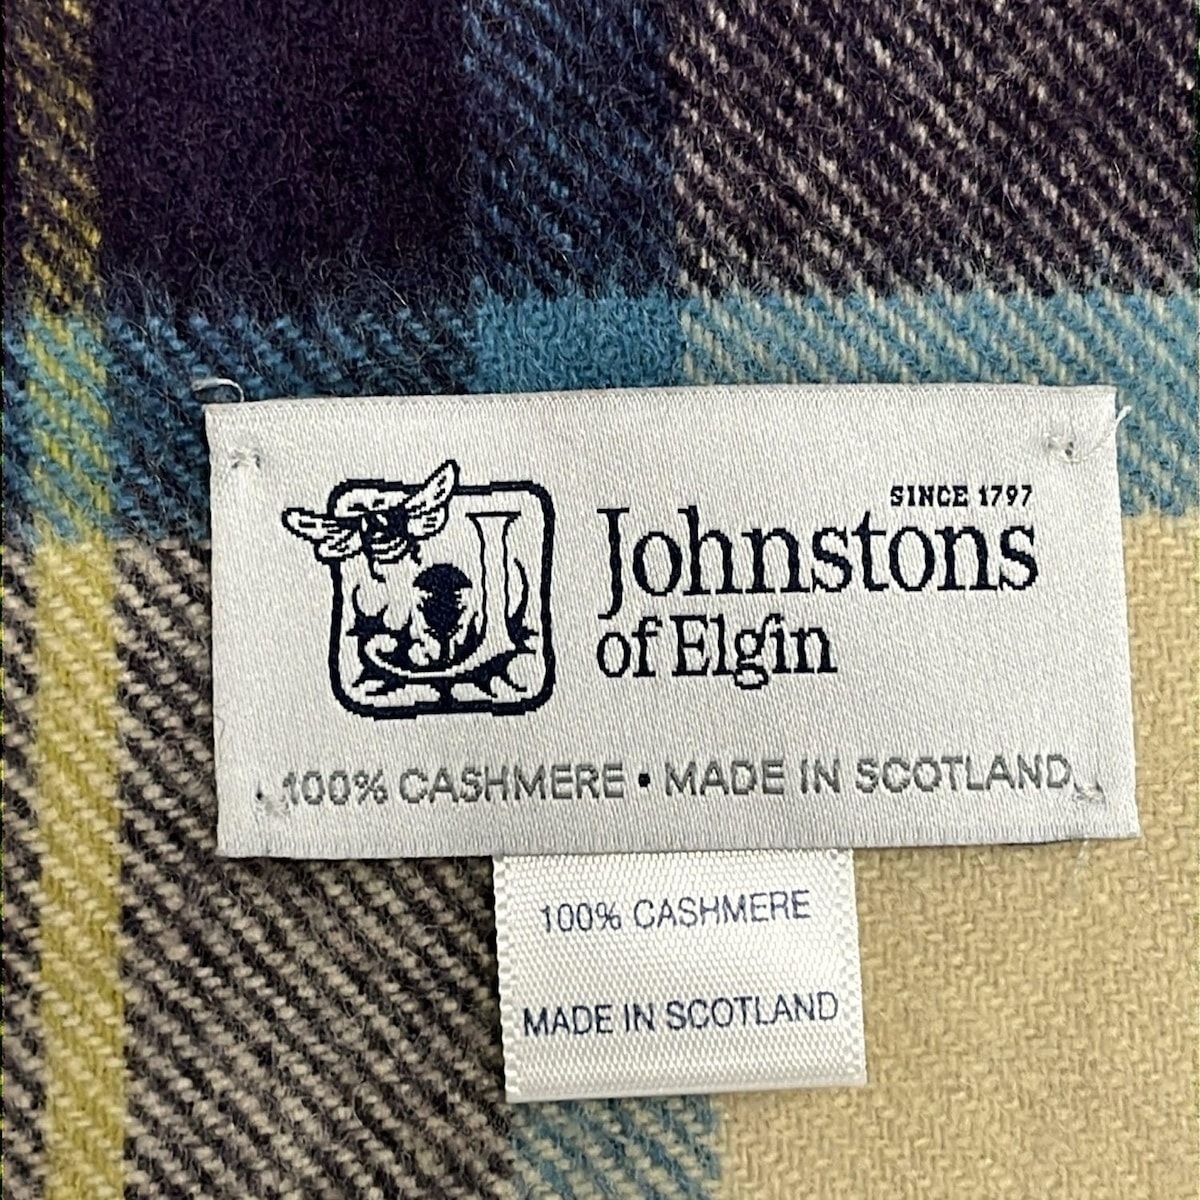 SINCE 1797
Johnstons
of Elgin
100% CASHMERE • MADE IN SCOTLAND
100% CASHMERE
MADE IN SCOTLAND